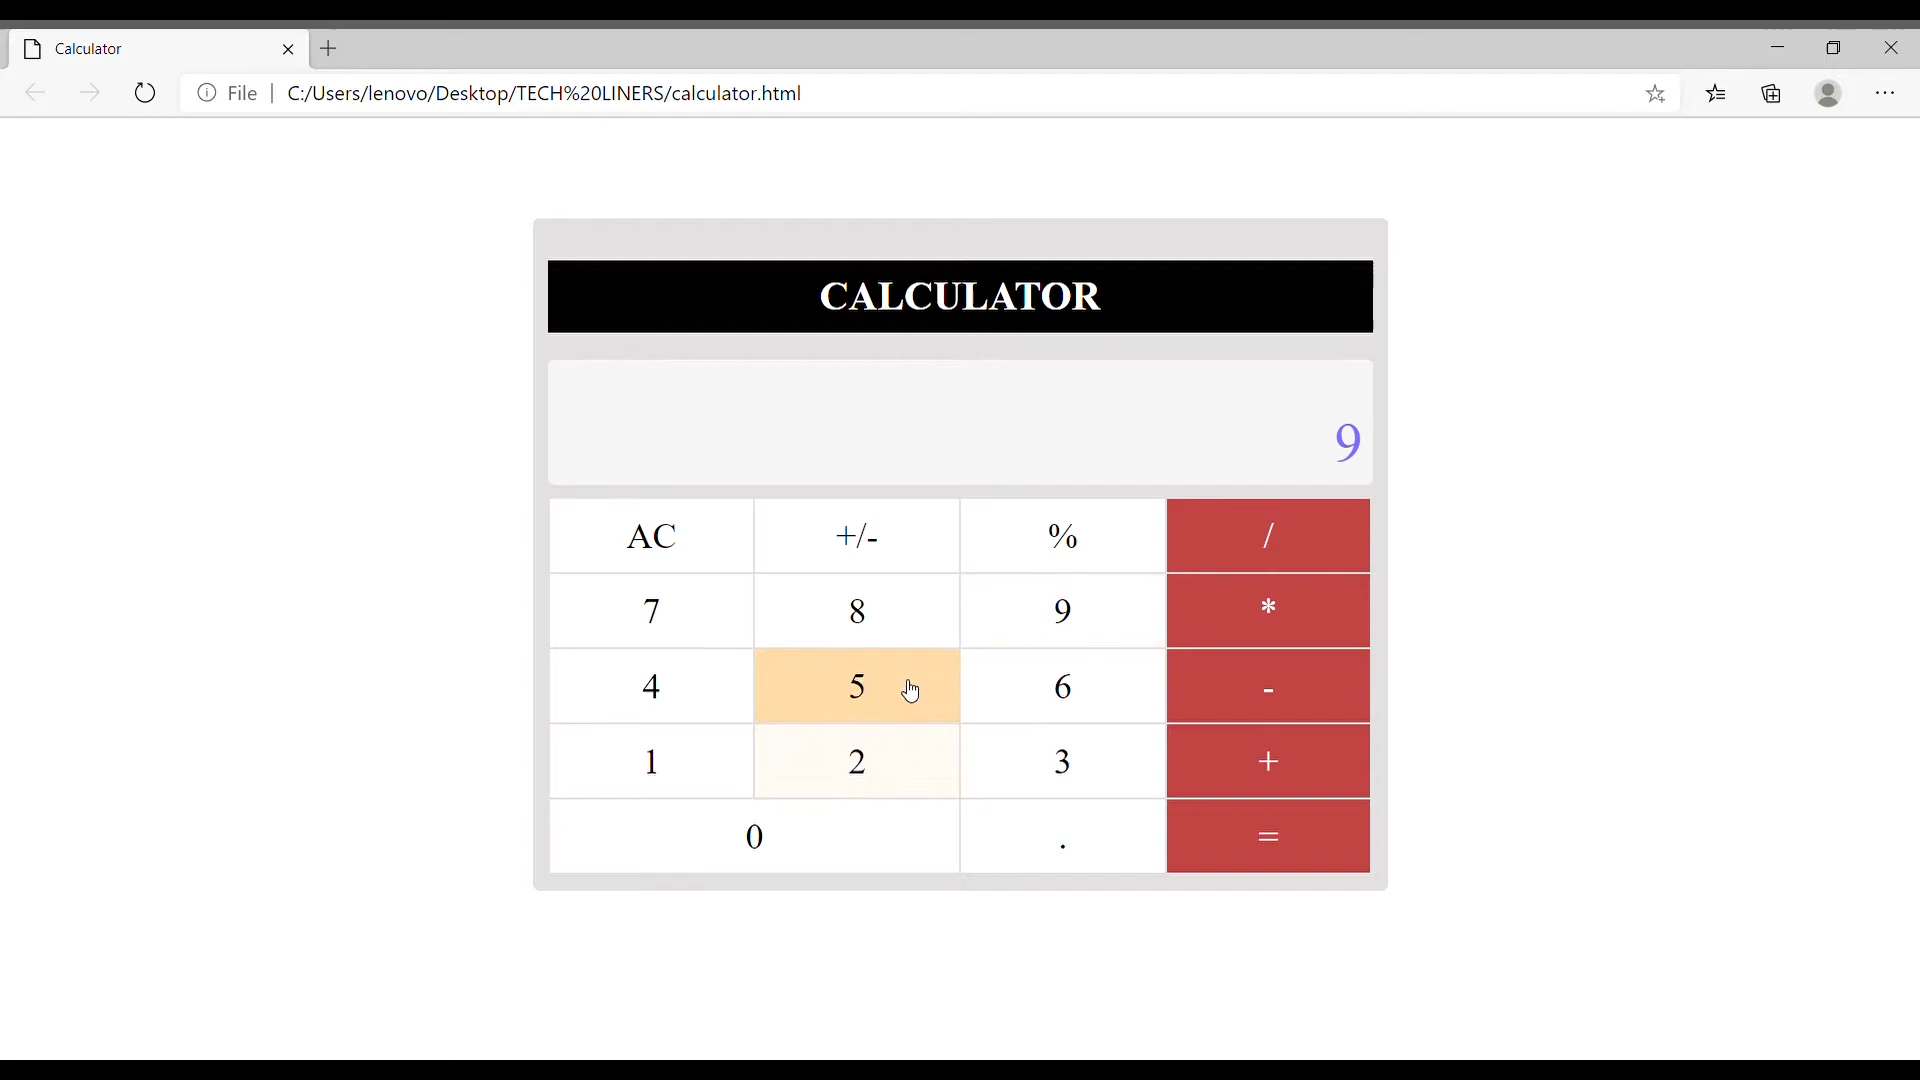 Calculator
File | C:/Users/lenovo/Desktop/TECH%20LINERS/calculator.html
CALCULATOR
9
AC +/- % /
7 8 9 *
4 5 6 -
1 2 3 +
0 . =